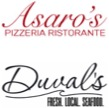 Asaro's
PIZZERIA RISTORANTE
Duval's
FRESH. LOCAL. SEAFOOD.